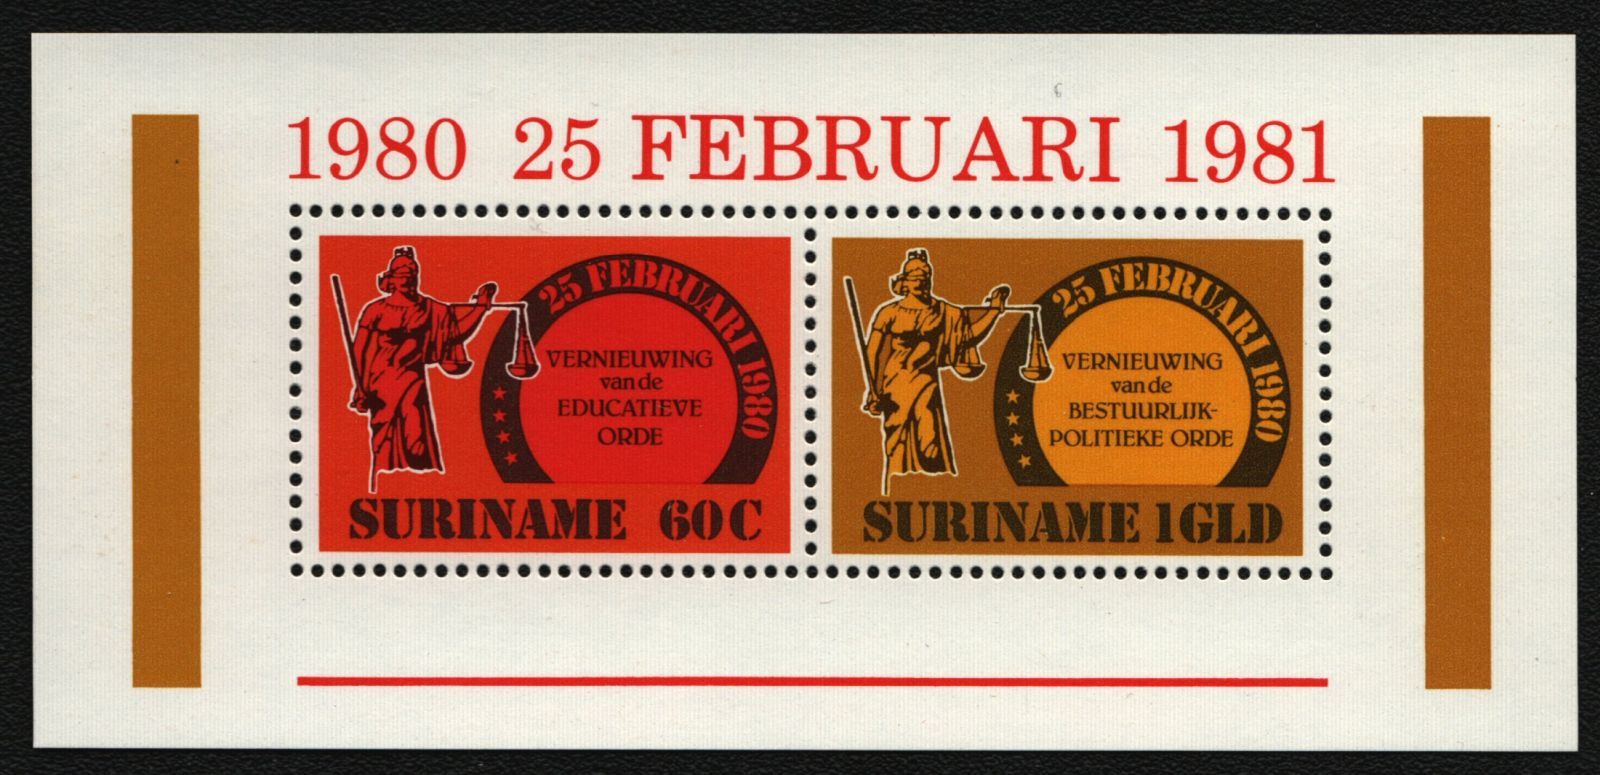 1980 25 FEBRUARI 1981
25 FEBRUARI 1980
VERNIEUWING
van de
EDUCATIEVE
ORDE
SURINAME 60C
25 FEBRUARI 1980
VERNIEUWING
van de
BESTUURLIJK-
POLITIEKE ORDE
SURINAME 1GLD